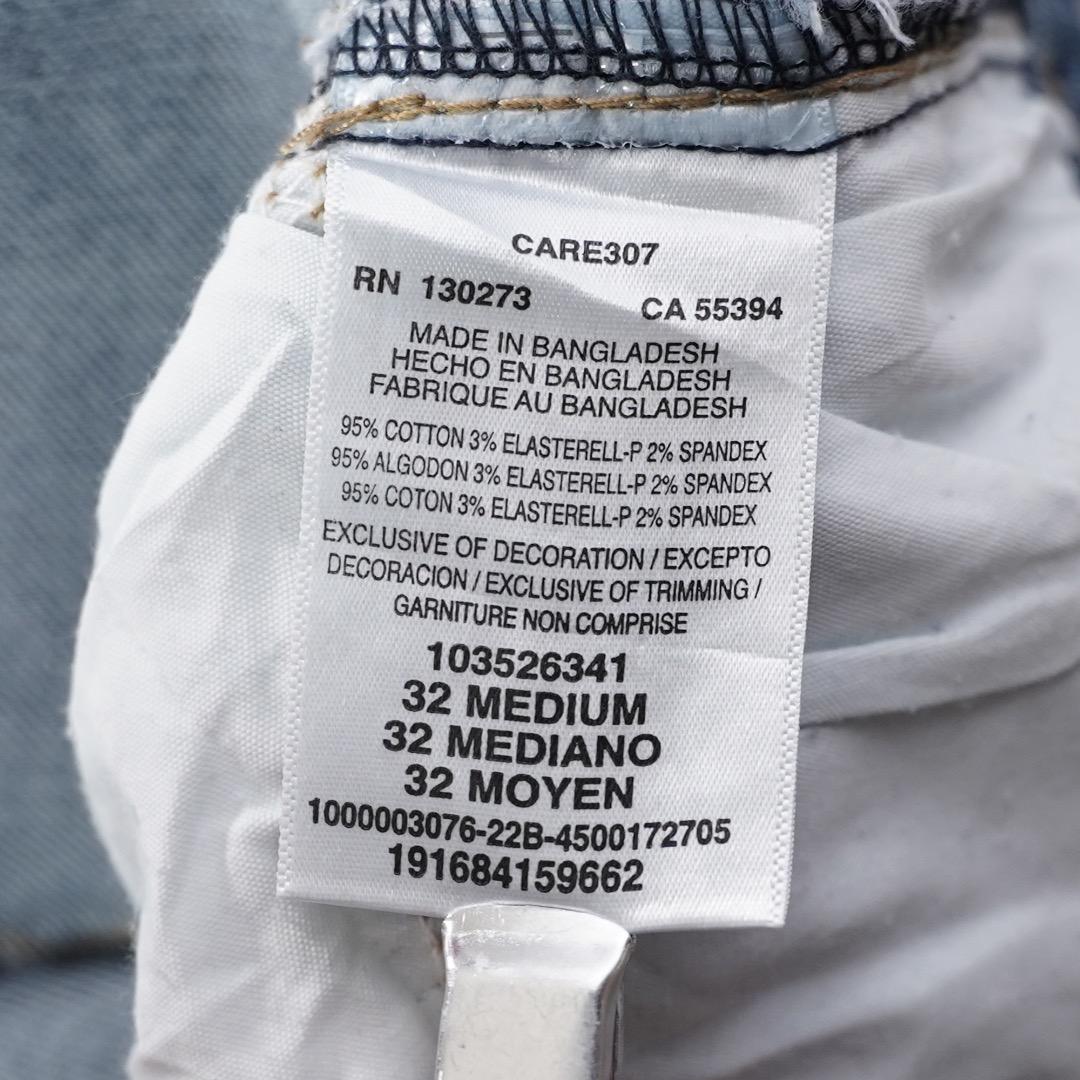 CARE307
RN 130273 CA 55394
MADE IN BANGLADESH
HECHO EN BANGLADESH
FABRIQUE AU BANGLADESH
95% COTTON 3% ELASTERELL-P 2% SPANDEX
95% ALGODON 3% ELASTERELL-P 2% SPANDEX
95% COTON 3% ELASTERELL-P 2% SPANDEX
EXCLUSIVE OF DECORATION / EXCEPTO
DECORACION / EXCLUSIVE OF TRIMMING /
GARNITURE NON COMPRISE
103526341
32 MEDIUM
32 MEDIANO
32 MOYEN
1000003076-22B-4500172705
191684159662